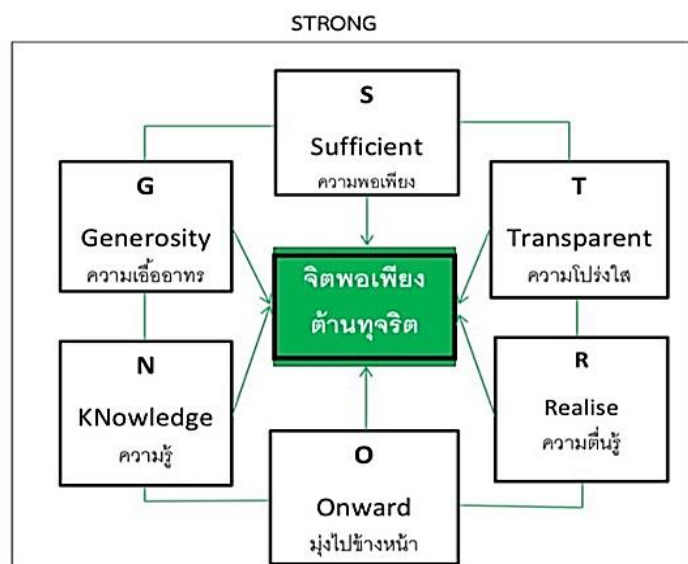 STRONG
S
Sufficient
ความพอเพียง
T
Transparent
ความโปร่งใส
R
Realise
ความตื่นรู้
O
Onward
มุ่งไปข้างหน้า
N
KNowledge
ความรู้
G
Generosity
ความเอื้ออาทร
จิตพอเพียง
ต้านทุจริต